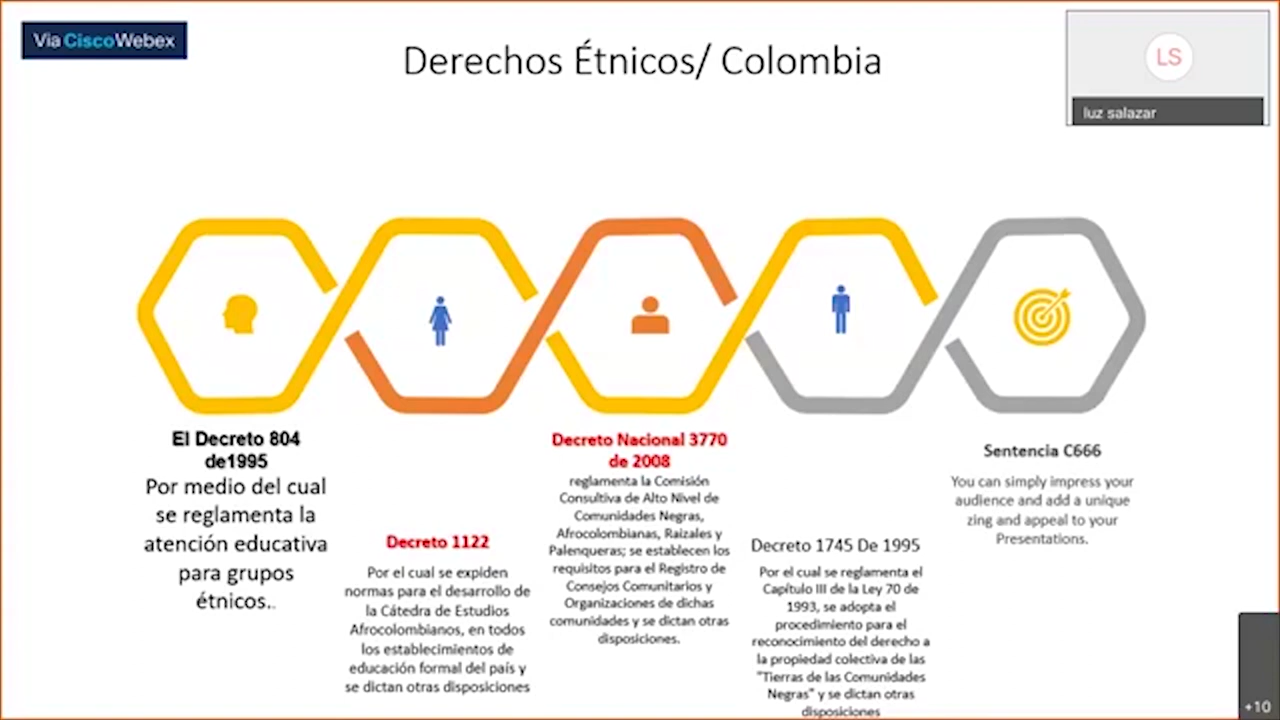 Vía CiscoWebex
Derechos Étnicos/ Colombia
LS
luz salazar
El Decreto 804
de1995
Por medio del cual
se reglamenta la
atención educativa
para grupos
étnicos..
Decreto 1122
Por el cual se expiden
normas para el desarrollo de
la Cátedra de Estudios
Afrocolombianos, en todos
los establecimientos de
educación formal del país y
se dictan otras disposiciones
Decreto Nacional 3770
de 2008
reglamenta la Comisión
Consultiva de Alto Nivel de
Comunidades Negras,
Afrocolombianas, Raizales y
Palenqueras; se establecen los
requisitos para el Registro de
Consejos Comunitarios y
Organizaciones de dichas
comunidades y se dictan otras
disposiciones.
Decreto 1745 De 1995
Por el cual se reglamenta el
Capítulo III de la Ley 70 de
1993, se adopta el
procedimiento para el
reconocimiento del derecho a
la propiedad colectiva de las
"Tierras de las Comunidades
Negras" y se dictan otras
disposiciones
Sentencia C666
You can simply impress your
audience and add a unique
zing and appeal to your
Presentations.
+10